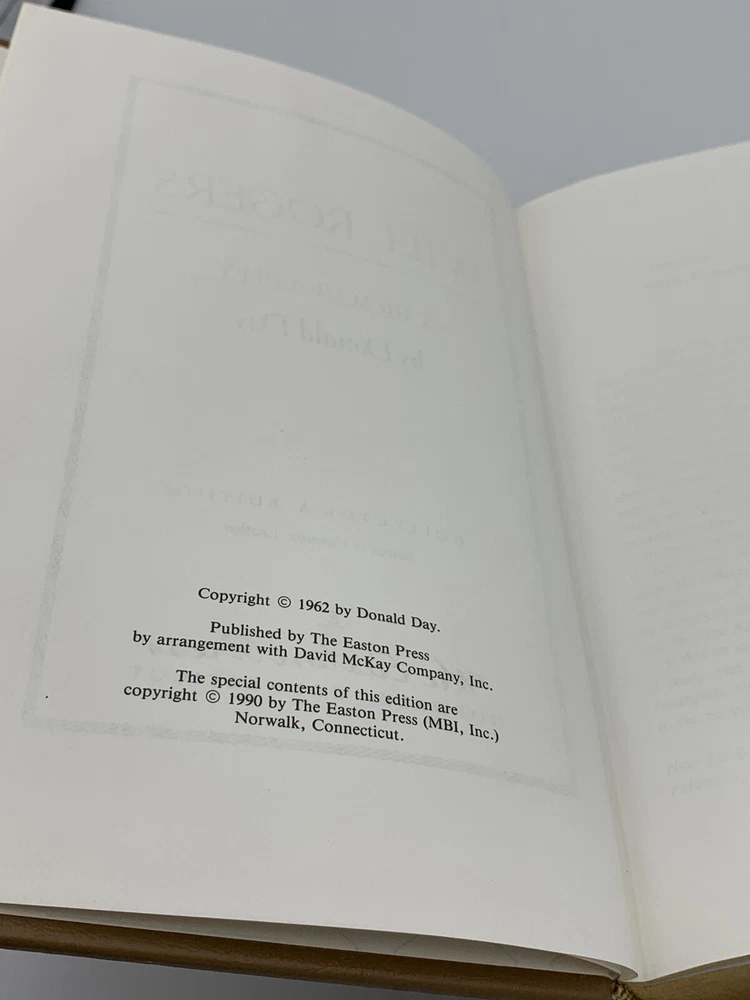 Copyright © 1962 by Donald Day.
Published by The Easton Press
by arrangement with David McKay Company, Inc.
The special contents of this edition are
copyright © 1990 by The Easton Press (MBI, Inc.)
Norwalk, Connecticut.